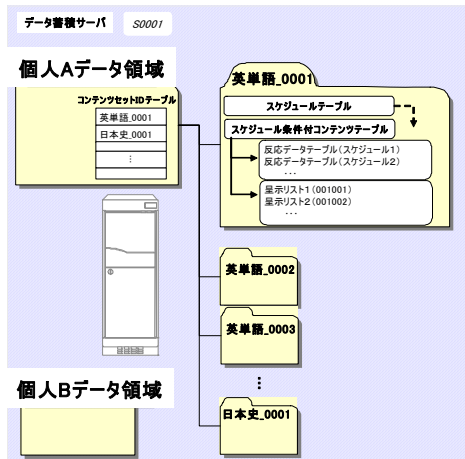 データ蓄積サーバ S0001
個人Aデータ領域
コンテンツセットIDテーブル
英単語_0001
日本史_0001
⋮
英単語_0001
スケジュールテーブル
スケジュール条件付コンテンツテーブル
反応データテーブル(スケジュール1)
反応データテーブル(スケジュール2)
...
呈示リスト1(001001)
呈示リスト2(001002)
...
英単語_0002
英単語_0003
⋮
個人Bデータ領域
日本史_0001